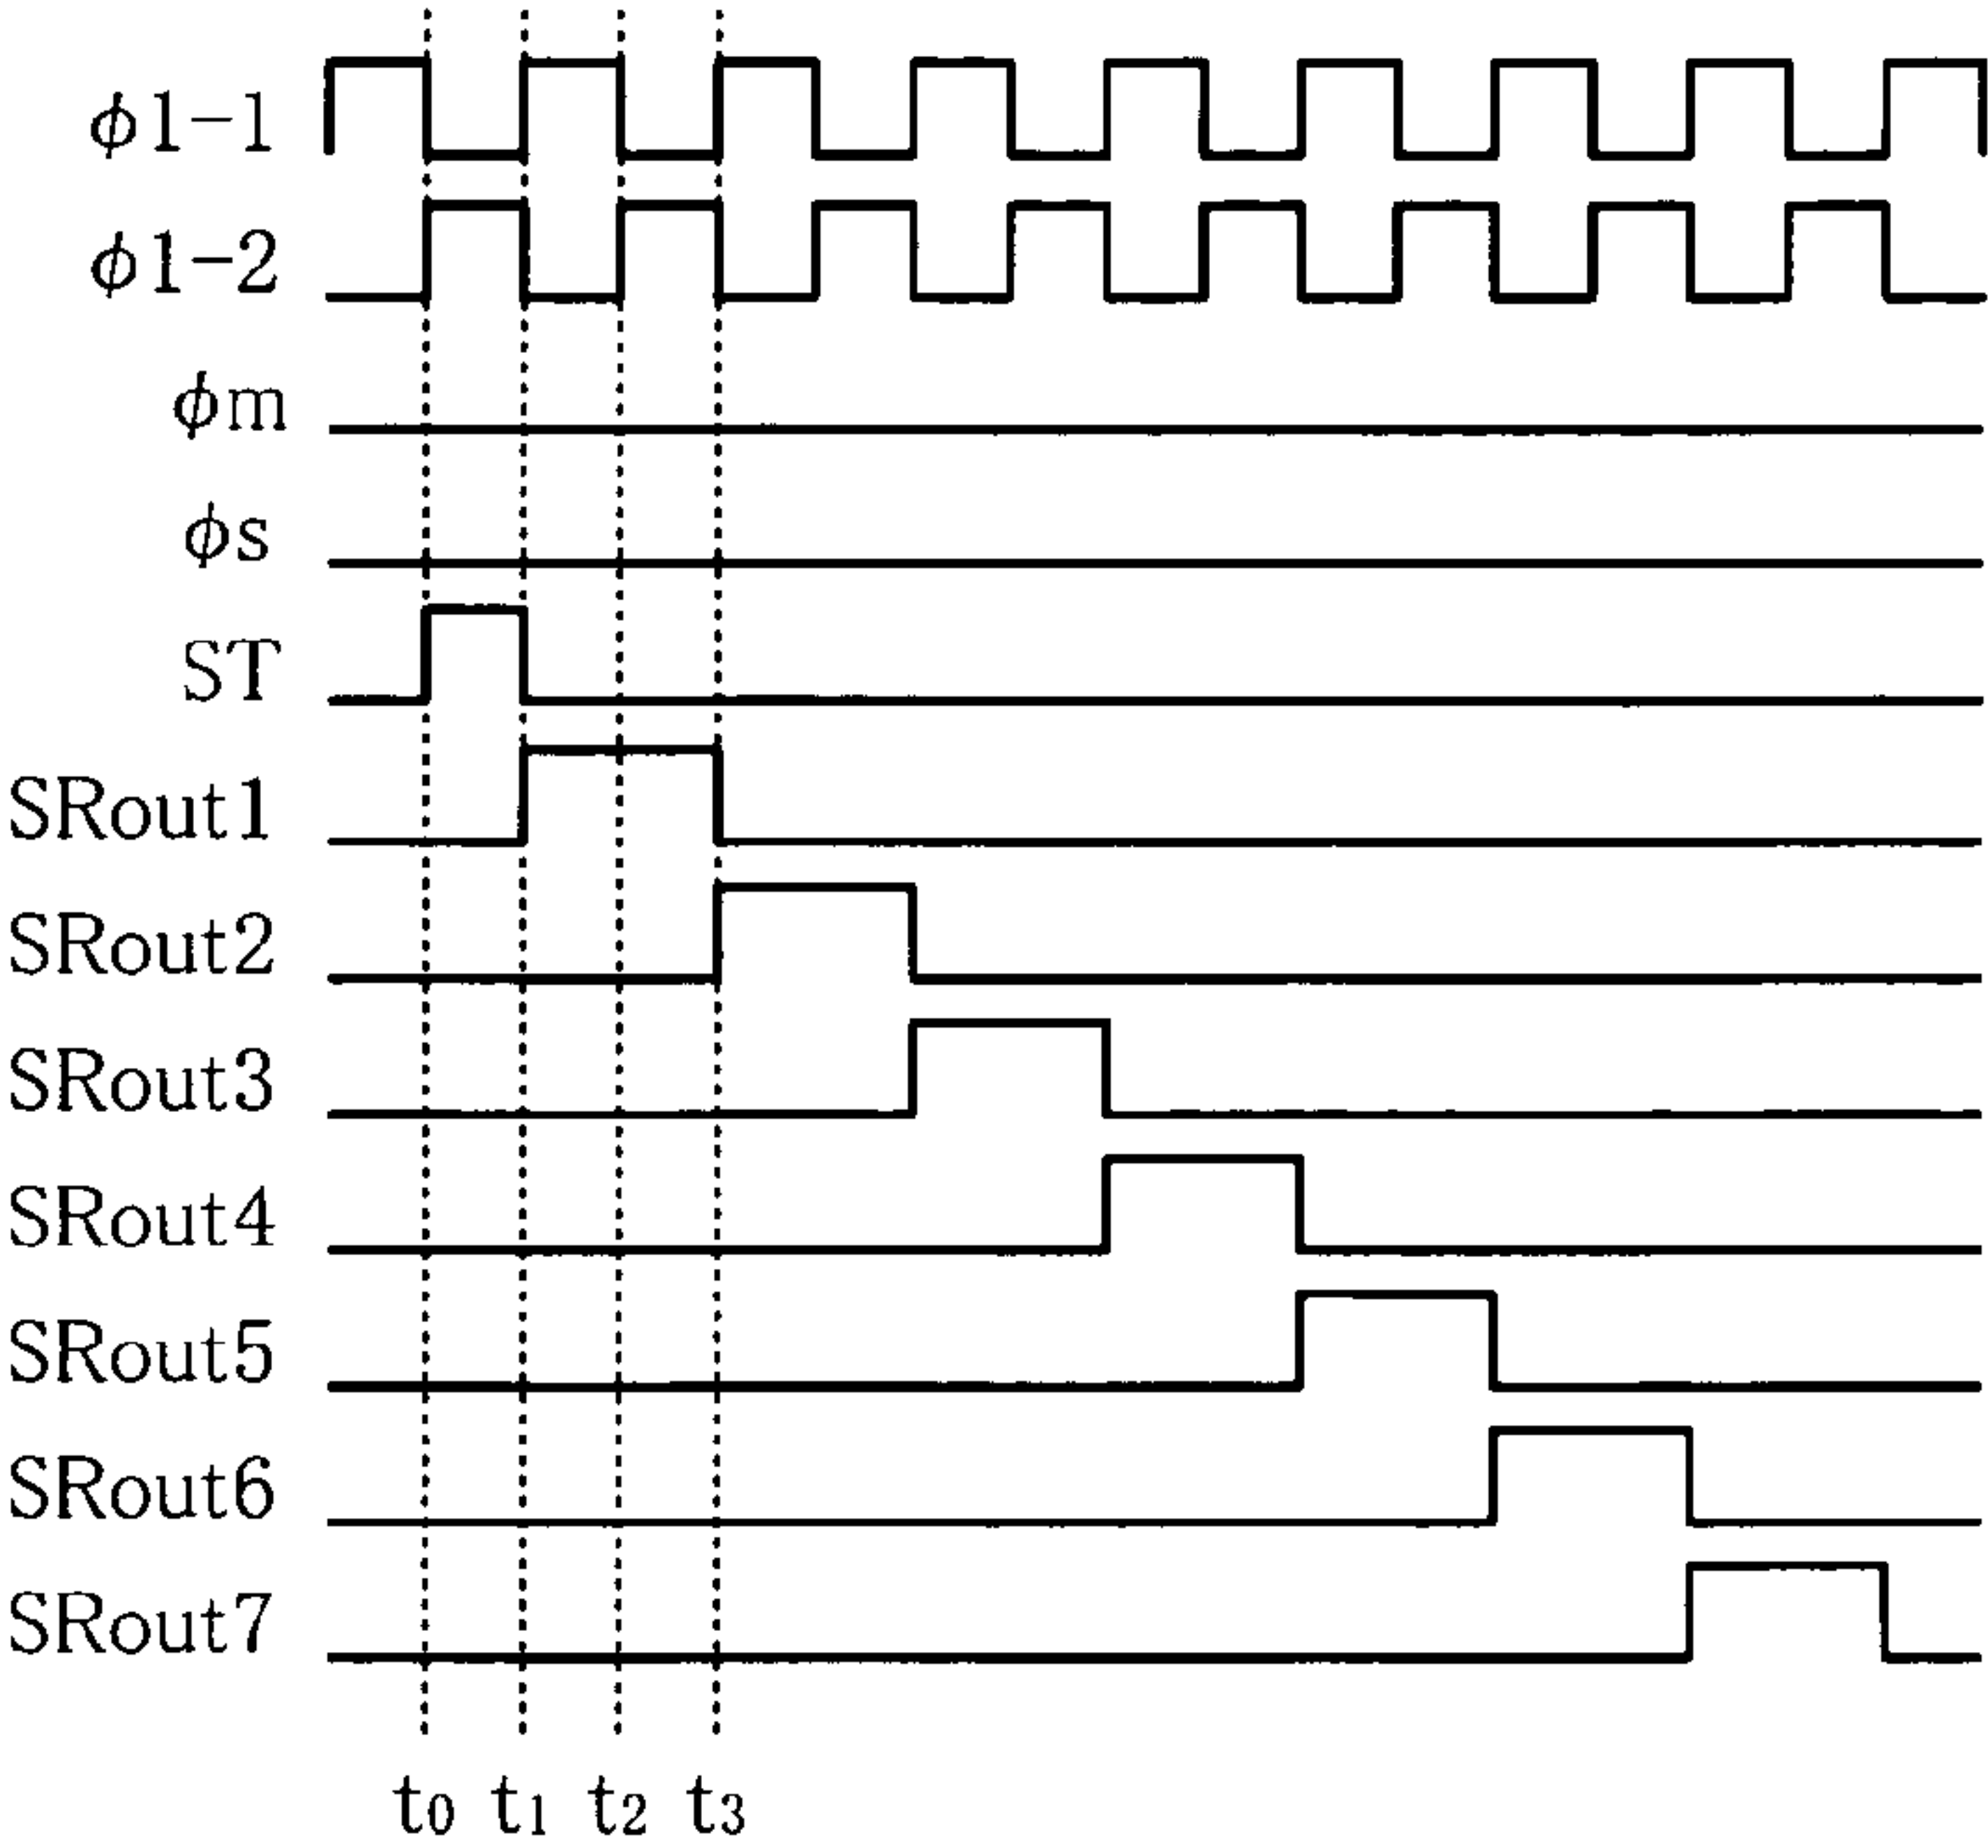 ϕ1-1
ϕ1-2
ϕm
ϕs
ST
SRout1
SRout2
SRout3
SRout4
SRout5
SRout6
SRout7
t0 t1 t2 t3